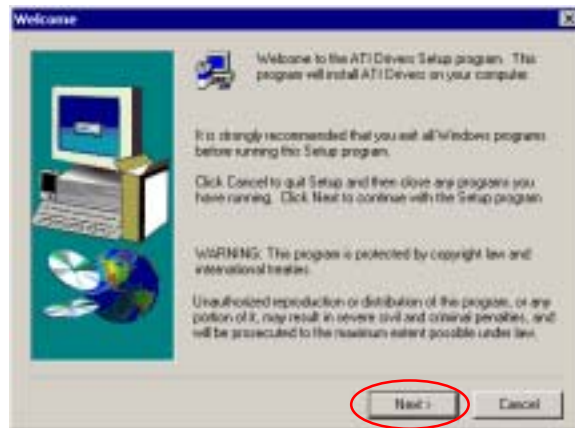 Welcome
Welcome to the ATI Drivers Setup program. This
program will install ATI Drivers on your computer.
It is strongly recommended that you exit all Windows programs
before running this Setup program.
Click Cancel to quit Setup and then close any programs you
have running. Click Next to continue with the Setup program.
WARNING: This program is protected by copyright law and
international treaties.
Unauthorized reproduction or distribution of this program, or any
portion of it, may result in severe civil and criminal penalties, and
will be prosecuted to the maximum extent possible under law.
Next >
Cancel